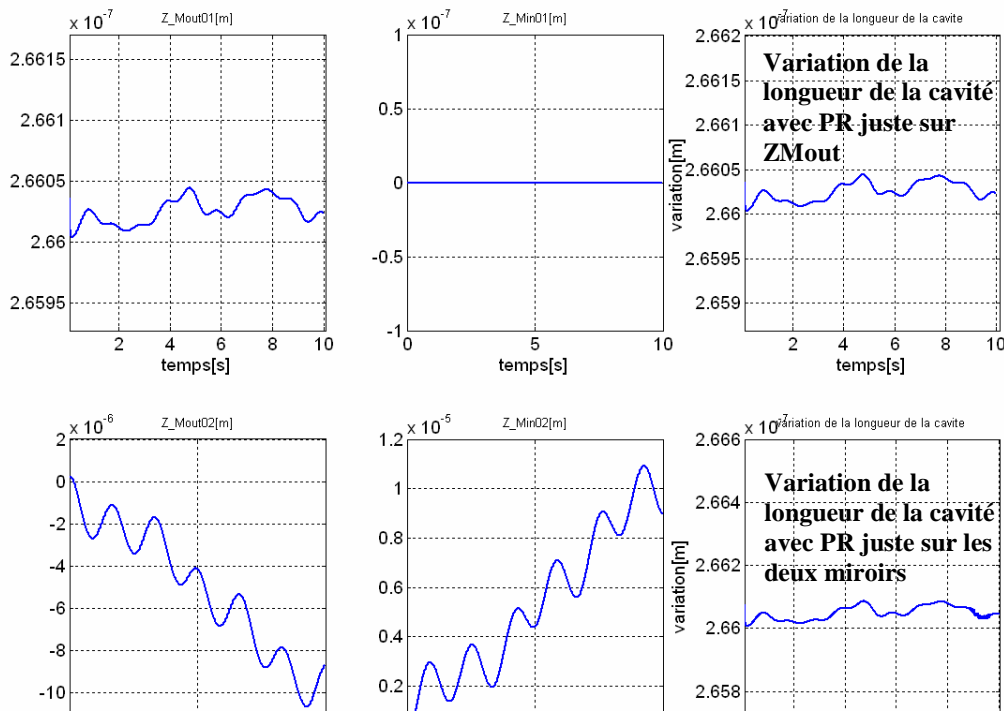 x 10^-7
Z_Mout01[m]
2.6615
2.661
2.6605
2.66
2.6595
2
4
6
8
10
temps[s]
x 10^-7
Z_Min01[m]
1
0.5
0
-0.5
-1
0
5
10
temps[s]
x 10^-7
variation de la longueur de la cavite
2.662
2.6615
2.661
2.6605
2.66
2.6595
2.659
variation[m]
Variation de la
longueur de la cavité
avec PR juste sur
ZMout
2
4
6
8
10
temps[s]
x 10^-6
Z_Mout02[m]
2
0
-2
-4
-6
-8
-10
x 10^-5
Z_Min02[m]
1.2
1
0.8
0.6
0.4
0.2
x 10^-7
variation de la longueur de la cavite
2.666
2.664
2.662
2.66
2.658
variation[m]
Variation de la
longueur de la cavité
avec PR juste sur les
deux miroirs